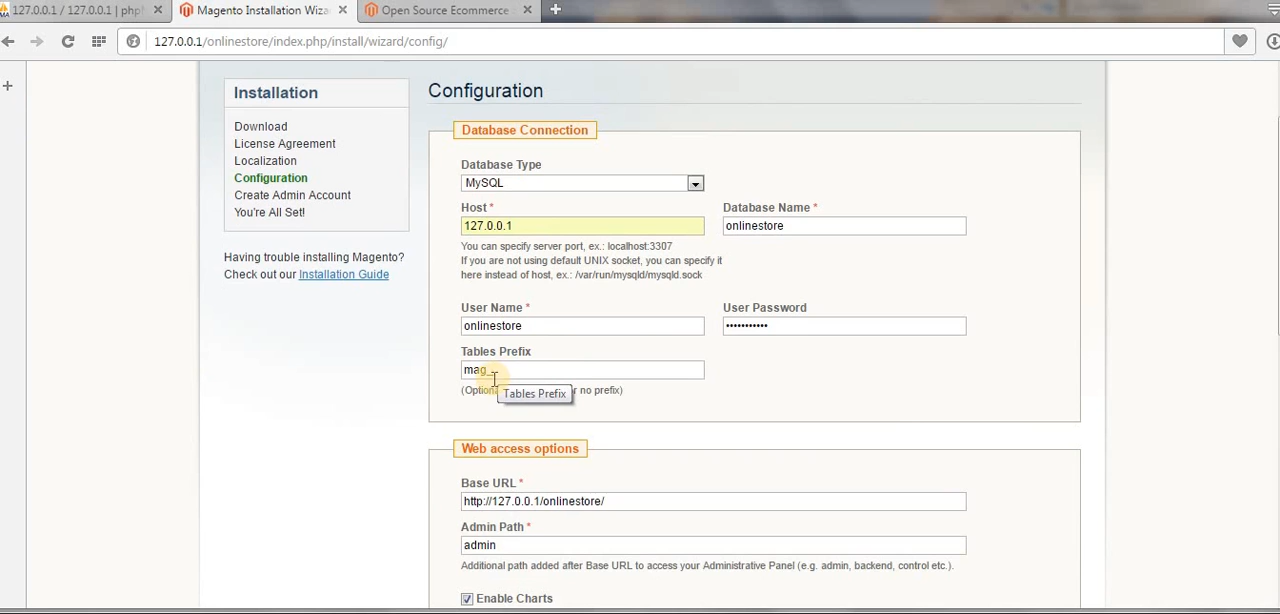 127.0.0.1 / 127.0.0.1 | phpM
Magento Installation Wiza
Open Source Ecommerce
127.0.0.1/onlinestore/index.php/install/wizard/config/
Installation
Download
License Agreement
Localization
Configuration
Create Admin Account
You're All Set!
Having trouble installing Magento?
Check out our Installation Guide
Configuration
Database Connection
Database Type
MySQL
Host *
Database Name *
127.0.0.1
onlinestore
You can specify server port, ex.: localhost:3307
If you are not using default UNIX socket, you can specify it
here instead of host, ex.: /var/run/mysqld/mysqld.sock
User Name *
User Password
onlinestore
•••••••••••
Tables Prefix
mag_
r no prefix)
Tables Prefix
Web access options
Base URL *
http://127.0.0.1/onlinestore/
Admin Path *
admin
Additional path added after Base URL to access your Administrative Panel (e.g. admin, backend, control etc.).
Enable Charts